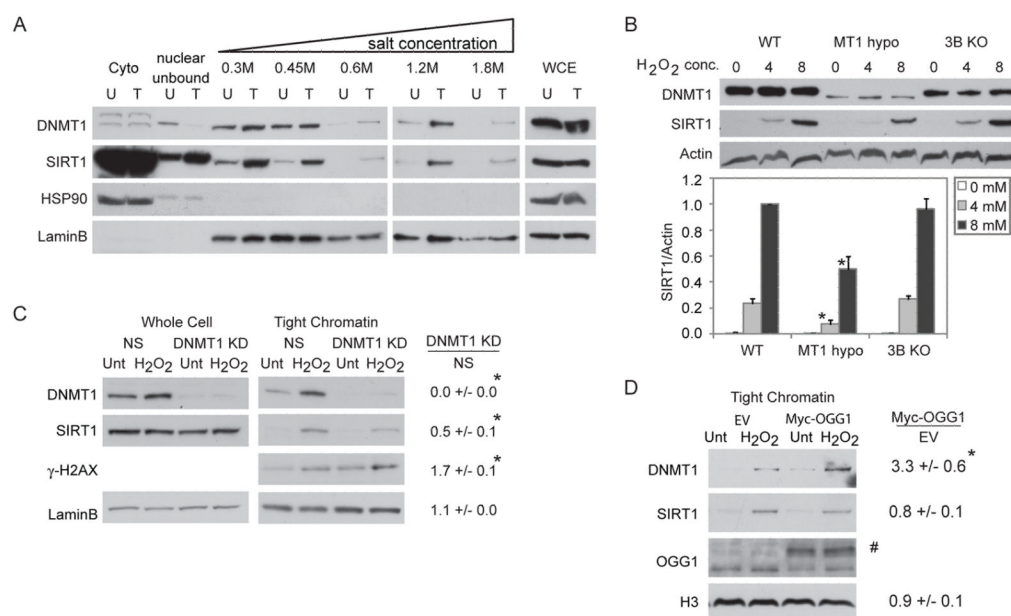 A
salt concentration
Cyto nuclear unbound 0.3M 0.45M 0.6M 1.2M 1.8M WCE
U T U T U T U T U T U T U T U T
DNMT1
SIRT1
HSP90
LaminB
B
WT MT1 hypo 3B KO
H2O2 conc. 0 4 8 0 4 8 0 4 8
DNMT1
SIRT1
Actin
1.2
1.0
0.8
0.6
0.4
0.2
0.0
SIRT1/Actin
* *
WT MT1 hypo 3B KO
0 mM
4 mM
8 mM
C
Whole Cell Tight Chromatin
NS DNMT1 KD NS DNMT1 KD DNMT1 KD
Unt H2O2 Unt H2O2 Unt H2O2 Unt H2O2 NS
DNMT1 0.0 +/- 0.0 *
SIRT1 0.5 +/- 0.1 *
γ-H2AX 1.7 +/- 0.1 *
LaminB 1.1 +/- 0.0
D
Tight Chromatin
EV Myc-OGG1 Myc-OGG1
Unt H2O2 Unt H2O2 EV
DNMT1 3.3 +/- 0.6 *
SIRT1 0.8 +/- 0.1
OGG1 #
H3 0.9 +/- 0.1